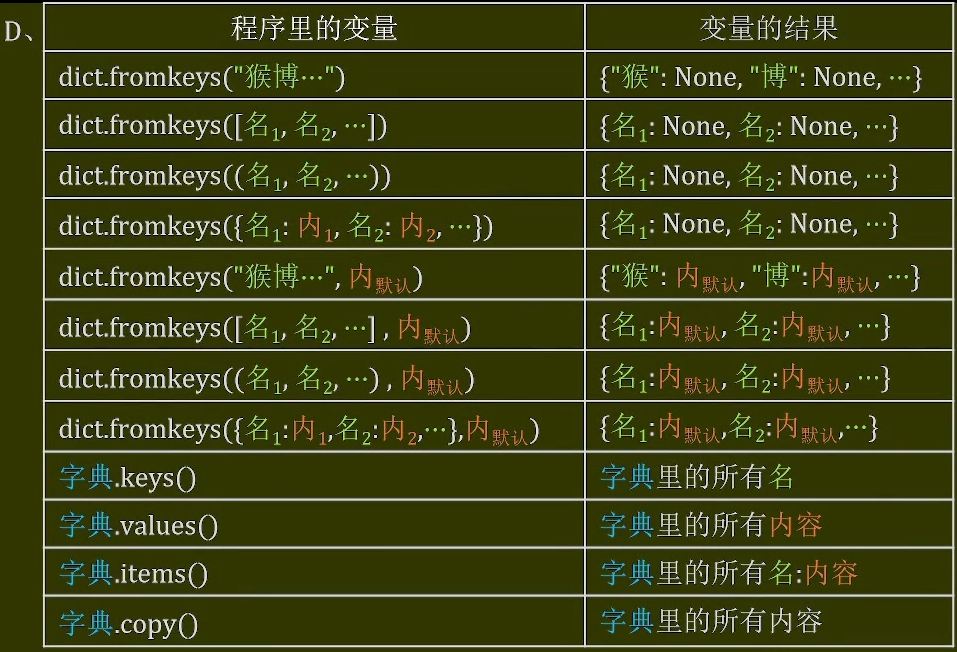 D、
程序里的变量 变量的结果
dict.fromkeys("猴博…") {"猴": None, "博": None, …}
dict.fromkeys([名1, 名2, …]) {名1: None, 名2: None, …}
dict.fromkeys((名1, 名2, …)) {名1: None, 名2: None, …}
dict.fromkeys({名1: 内1, 名2: 内2, …}) {名1: None, 名2: None, …}
dict.fromkeys("猴博…", 内默认) {"猴": 内默认, "博":内默认, …}
dict.fromkeys([名1, 名2, …] , 内默认) {名1:内默认, 名2:内默认, …}
dict.fromkeys((名1, 名2, …) , 内默认) {名1:内默认, 名2:内默认, …}
dict.fromkeys({名1:内1,名2:内2,…},内默认) {名1:内默认,名2:内默认,…}
字典.keys() 字典里的所有名
字典.values() 字典里的所有内容
字典.items() 字典里的所有名:内容
字典.copy() 字典里的所有内容